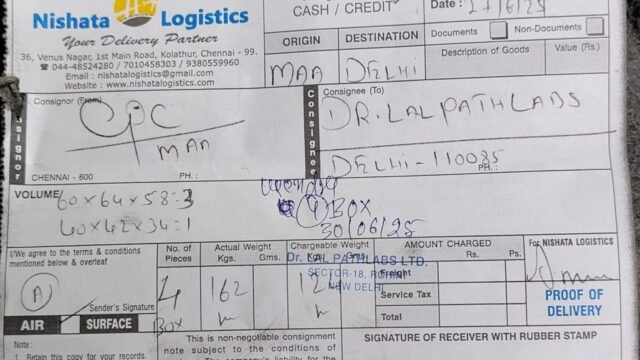 Nishata Logistics
Your Delivery Partner
36, Venus Nagar, 1st Main Road, Kolathur, Chennai - 99.
☎ 044-48524280 / 7010458303 / 9380559960
Email : nishatalogistics@gmail.com
Website : www.nishatalogistics.com
CASH / CREDIT
Date :
ORIGIN
DESTINATION
MAA
DELHI
Documents
Non-Documents
Description of Goods
Value (Rs.)
Consignor (From)
CPC
MAA
CHENNAI - 600
PH. :
Consignee
Consignee (To)
DR. LAL PATHLABS
DELHI-110085
PH. :
VOLUME
60x64x58=3
40x42x34=1
4 BOX
30/06/25
I/We agree to the terms & conditions
mentioned below & overleaf
A
Sender's Signature
AIR
SURFACE
No. of
Pieces
4
BOX
Actual Weight
Kgs. Gms.
162
Chargeable Weight
Kgs. Gms.
Dr. LAL PATHLABS LTD.
SECTOR-18, ROHINI
NEW DELHI
AMOUNT CHARGED
Rs. Ps.
Freight
Service Tax
Total
For NISHATA LOGISTICS
PROOF OF
DELIVERY
Note :
1. Retain this copy for your records.
This is non-negotiable consignment
note subject to the conditions of
SIGNATURE OF RECEIVER WITH RUBBER STAMP